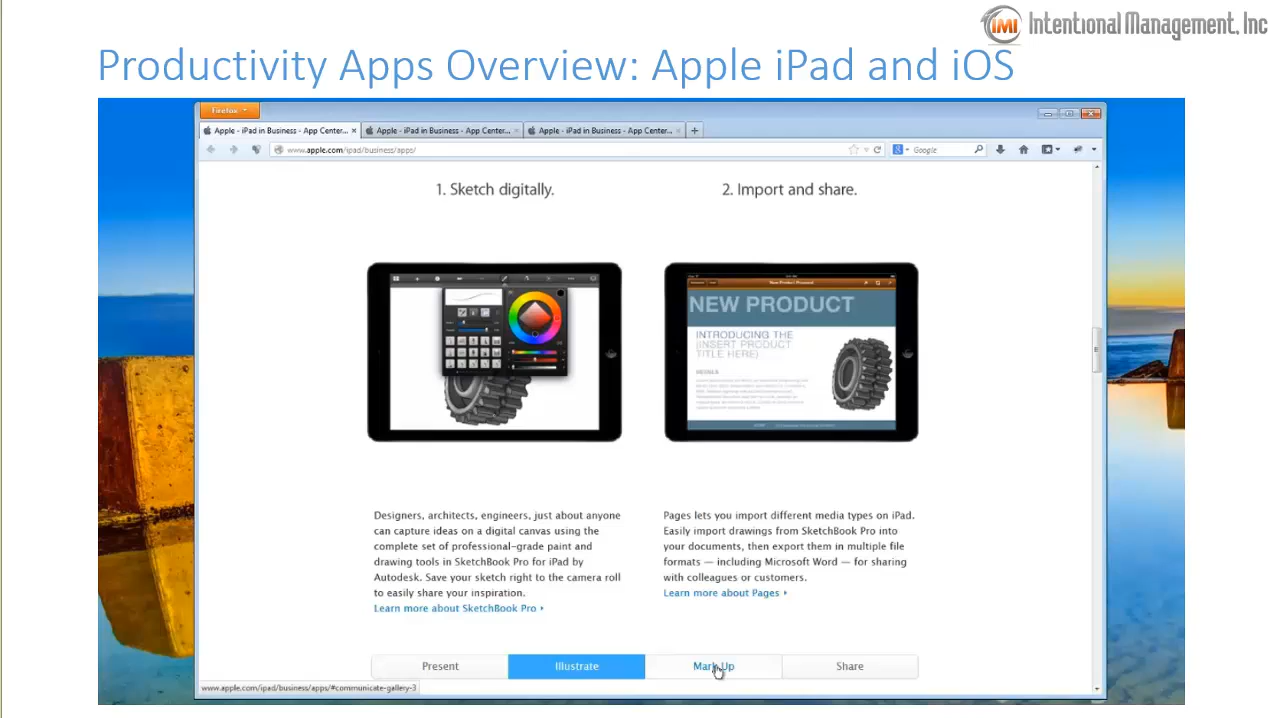 IMI Intentional Management, Inc
Productivity Apps Overview: Apple iPad and iOS
Firefox
Apple - iPad in Business - App Center...
Apple - iPad in Business - App Center...
Apple - iPad in Business - App Center...
www.apple.com/ipad/business/apps/
Google
1. Sketch digitally.
2. Import and share.
New Product Proposal
NEW PRODUCT
INTRODUCING THE
(INSERT PRODUCT
TITLE HERE)
Designers, architects, engineers, just about anyone
can capture ideas on a digital canvas using the
complete set of professional-grade paint and
drawing tools in SketchBook Pro for iPad by
Autodesk. Save your sketch right to the camera roll
to easily share your inspiration.
Learn more about SketchBook Pro
Pages lets you import different media types on iPad.
Easily import drawings from SketchBook Pro into
your documents, then export them in multiple file
formats — including Microsoft Word — for sharing
with colleagues or customers.
Learn more about Pages
Present
Illustrate
Mark Up
Share
www.apple.com/ipad/business/apps/#communicate-gallery-3